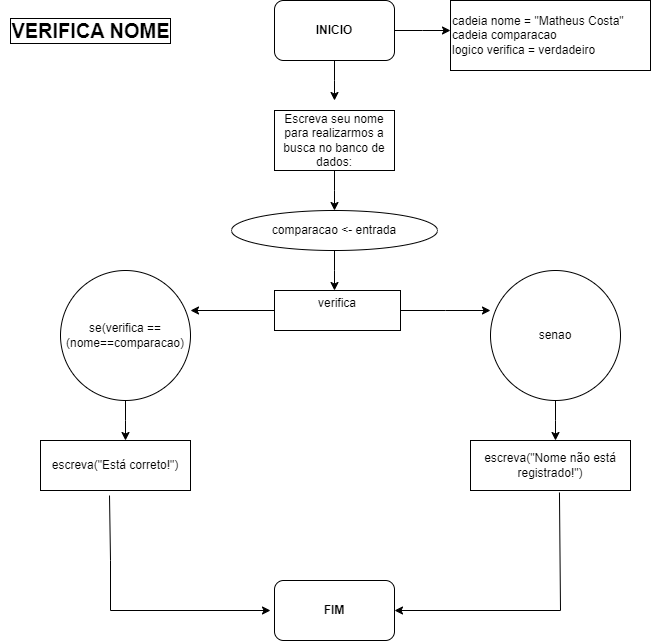 VERIFICA NOME
INICIO
cadeia nome = "Matheus Costa"
cadeia comparacao
logico verifica = verdadeiro
Escreva seu nome
para realizarmos a
busca no banco de
dados:
comparacao <- entrada
verifica
se(verifica ==
(nome==comparacao)
senao
escreva("Está correto!")
escreva("Nome não está
registrado!")
FIM